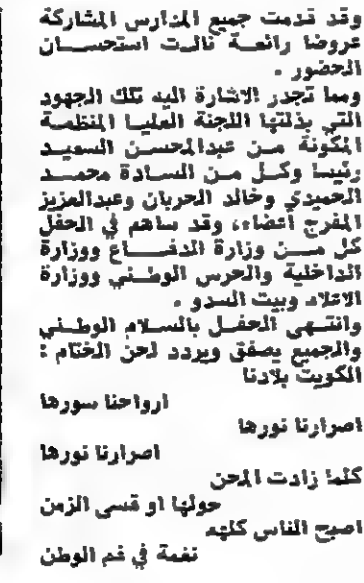 وقد قدمت جميع المدارس المشاركة
عروضا رائعة نالت استحسان
الحضور .
ومما تجدر الاشارة اليه تلك الجهود
التي بذلتها اللجنة العليا المنظمة
المكونة من عبدالمحسن السعيد
رئيسا وكل من السادة محمد
الحميدي وخالد الحربان وعبدالعزيز
المفرج أعضاء، وقد ساهم في الحفل
كل من وزارة الدفاع ووزارة
الداخلية والحرس الوطني ووزارة
الاعلام وبيت السدو .
وانتهى الحفل بالسلام الوطني
والجميع يصفق ويردد لحن الختام :
الكويت بلادنا
ارواحنا سورها
اصرارنا نورها
اصرارنا نورها
كلما زادت المحن
حولها او قسى الزمن
اصبح الناس كلهم
نغمة في فم الوطن